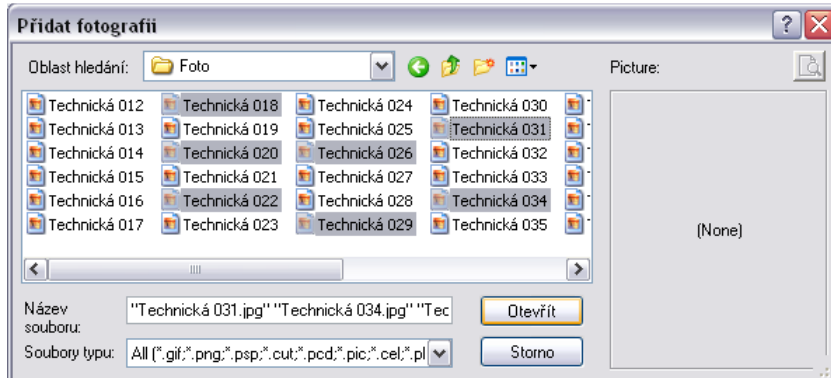 Přidat fotografii
Oblast hledání: Foto Picture:
Technická 012 Technická 018 Technická 024 Technická 030
Technická 013 Technická 019 Technická 025 Technická 031
Technická 014 Technická 020 Technická 026 Technická 032
Technická 015 Technická 021 Technická 027 Technická 033
Technická 016 Technická 022 Technická 028 Technická 034
Technická 017 Technická 023 Technická 029 Technická 035
(None)
Název souboru: "Technická 031.jpg" "Technická 034.jpg" "Tec Otevřít
Soubory typu: All (*.gif;*.png;*.psp;*.cut;*.pcd;*.pic;*.cel;*.pl Storno